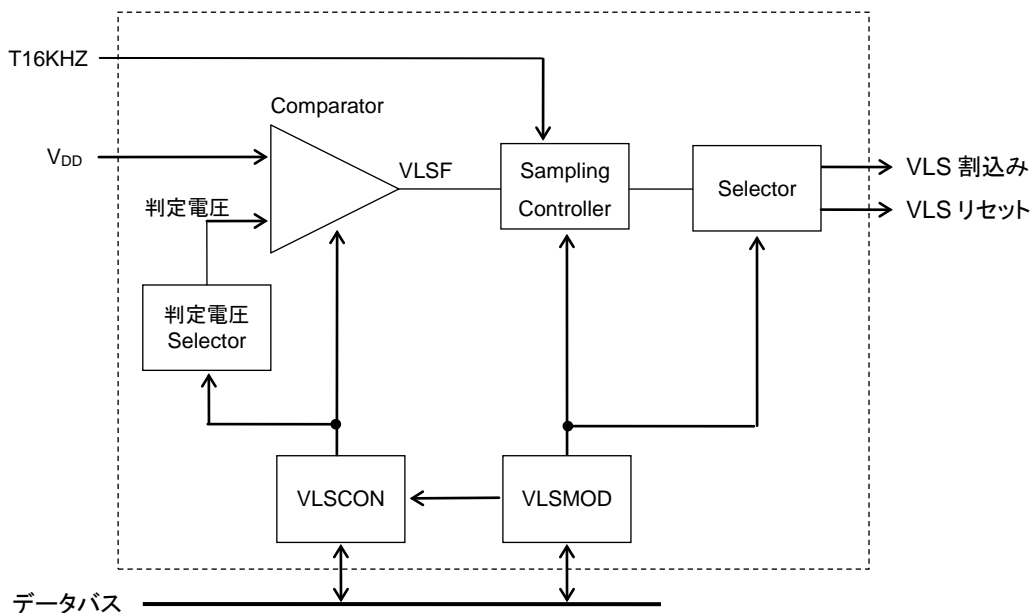 T16KHZ
Comparator
VDD
VLSF
Sampling
Controller
Selector
VLS 割込み
VLS リセット
判定電圧
判定電圧
Selector
VLSCON
VLSMOD
データバス